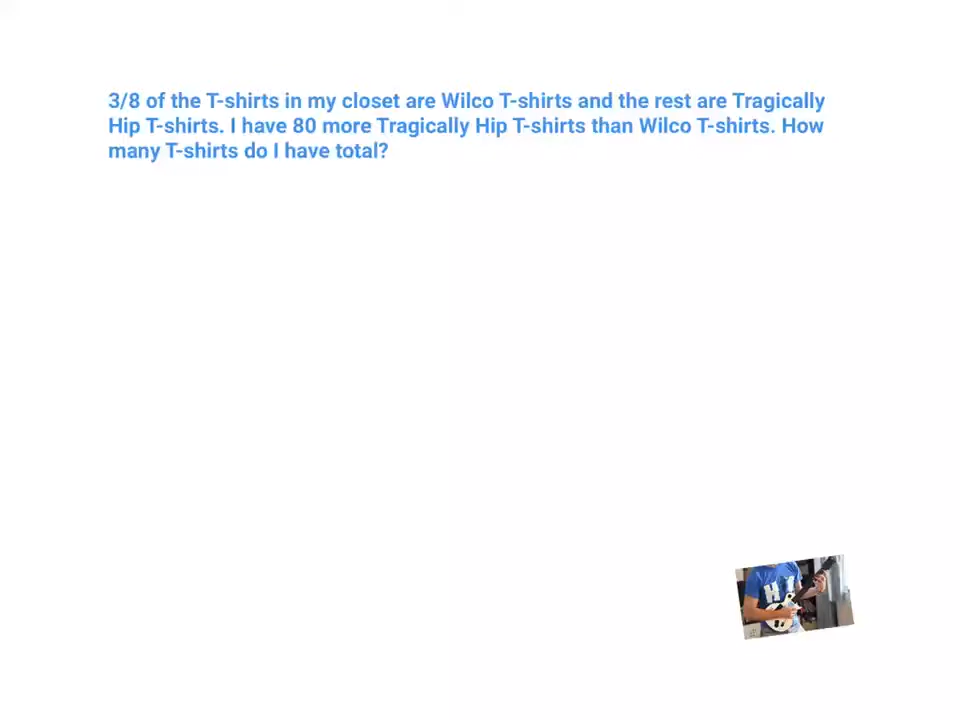 3/8 of the T-shirts in my closet are Wilco T-shirts and the rest are Tragically
Hip T-shirts. I have 80 more Tragically Hip T-shirts than Wilco T-shirts. How
many T-shirts do I have total?